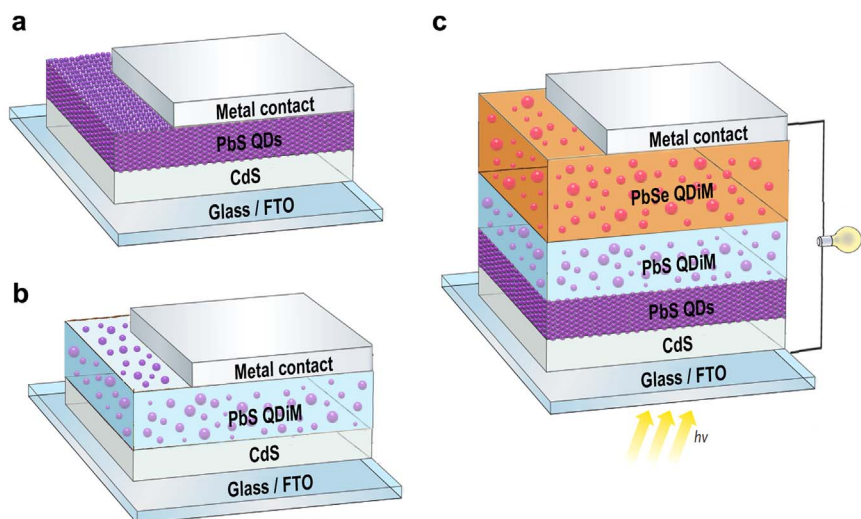 a
Metal contact
PbS QDs
CdS
Glass / FTO
b
Metal contact
PbS QDiM
CdS
Glass / FTO
c
Metal contact
PbSe QDiM
PbS QDiM
PbS QDs
CdS
Glass / FTO
hν